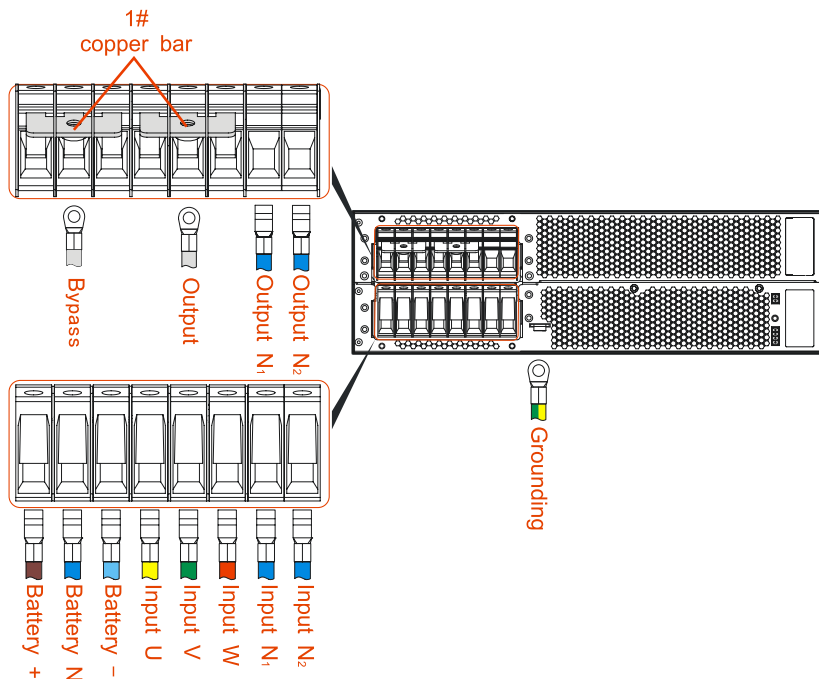 1#
copper bar
Bypass
Output
Output N₁
Output N₂
Grounding
Battery +
Battery N
Battery −
Input U
Input V
Input W
Input N₁
Input N₂